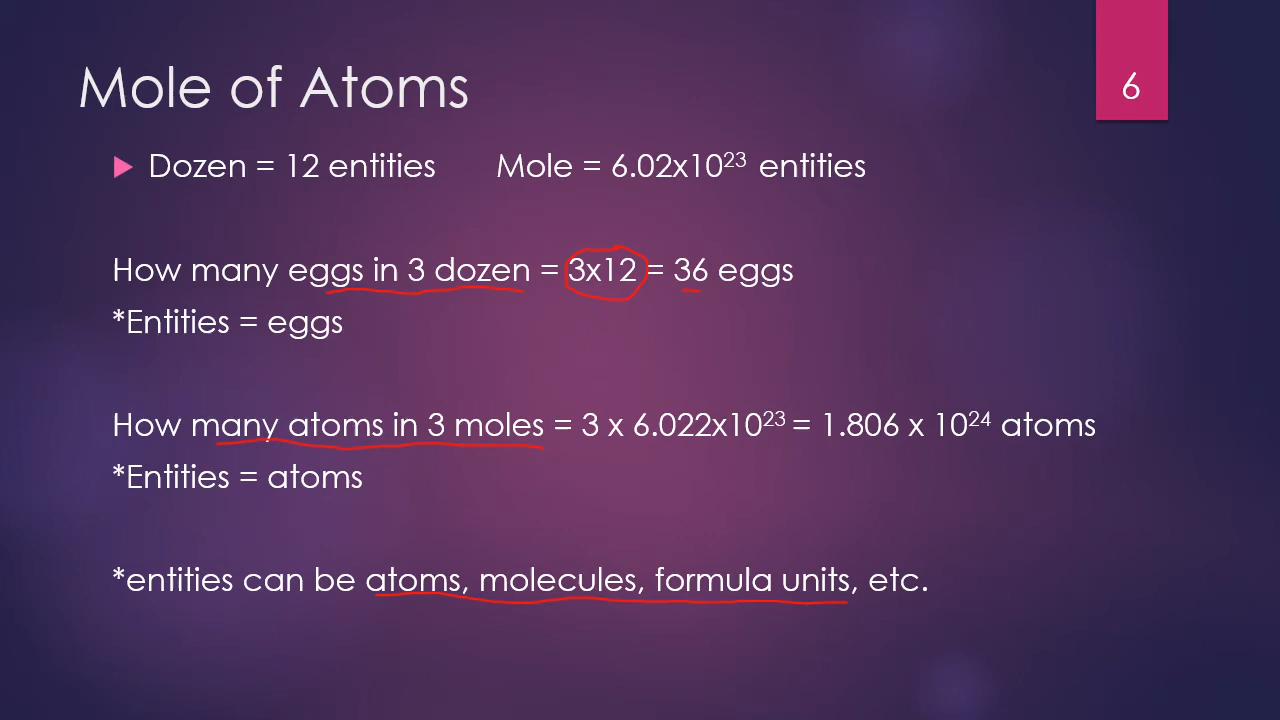 Mole of Atoms
6
Dozen = 12 entities Mole = 6.02x10²³ entities
How many eggs in 3 dozen = 3x12 = 36 eggs
*Entities = eggs
How many atoms in 3 moles = 3 x 6.022x10²³ = 1.806 x 10²⁴ atoms
*Entities = atoms
*entities can be atoms, molecules, formula units, etc.